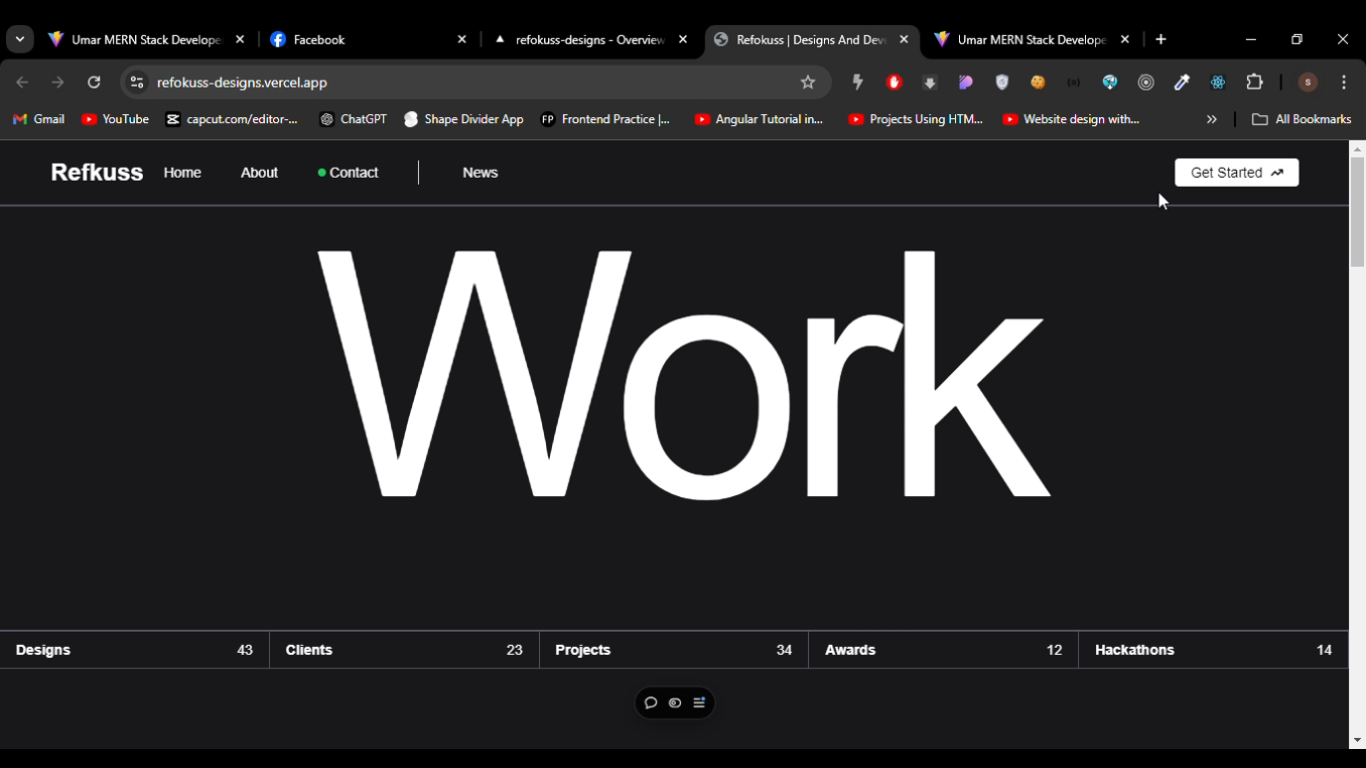 Umar MERN Stack Develope
Facebook
refokuss-designs - Overview
Refokuss | Designs And Dev
Umar MERN Stack Develope
refokuss-designs.vercel.app
S
Gmail
YouTube
capcut.com/editor-...
ChatGPT
Shape Divider App
FP Frontend Practice |...
Angular Tutorial in...
Projects Using HTM...
Website design with...
All Bookmarks
Refkuss Home About Contact News Get Started
Work
Designs 43 Clients 23 Projects 34 Awards 12 Hackathons 14